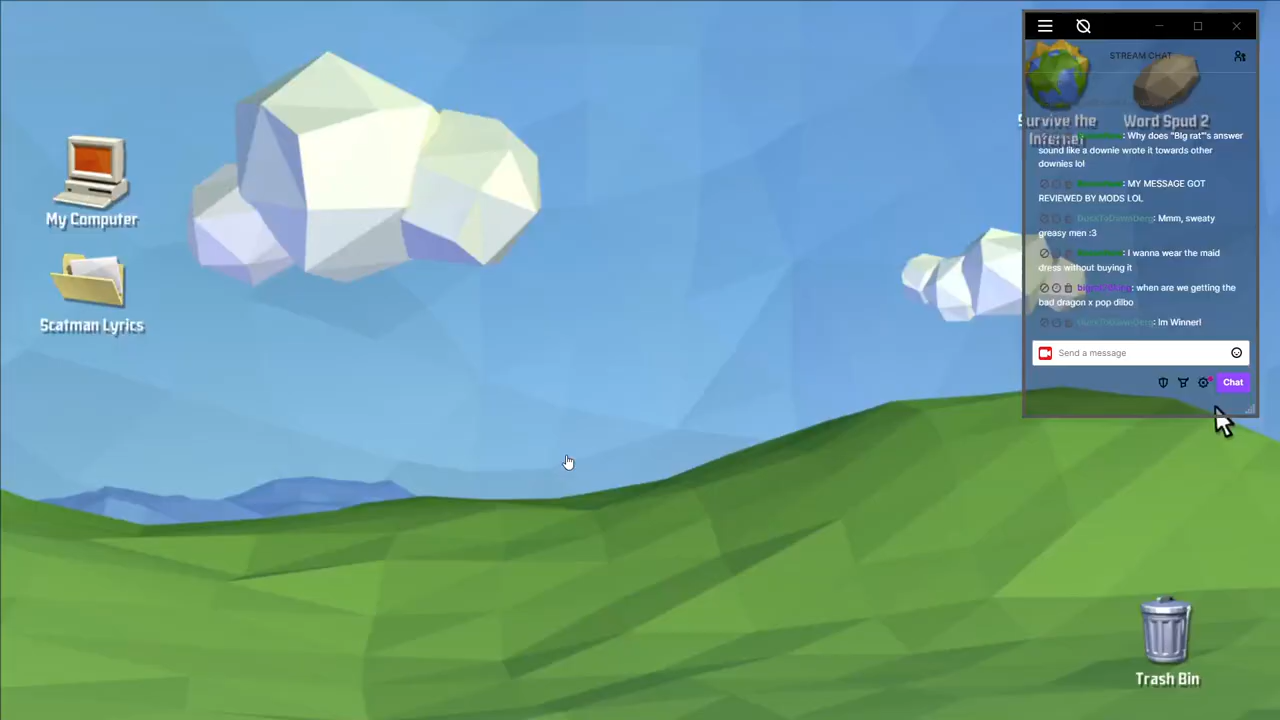 My Computer
Scatman Lyrics
STREAM CHAT
Survive the
Internet
Word Spud 2
: Why does "Big rat"'s answer
sound like a downie wrote it towards other
downies lol
: MY MESSAGE GOT
REVIEWED BY MODS LOL
: Mmm, sweaty
greasy men :3
: I wanna wear the maid
dress without buying it
: when are we getting the
bad dragon x pop dilbo
: Im Winner!
Send a message
Chat
Trash Bin